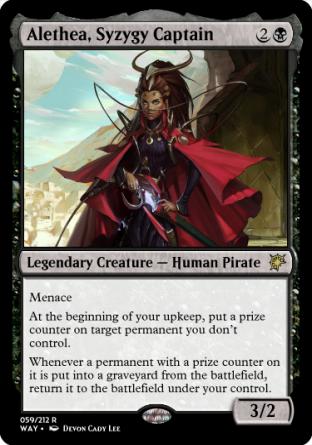 Alethea, Syzygy Captain 2
Legendary Creature — Human Pirate
Menace
At the beginning of your upkeep, put a prize
counter on target permanent you don't
control.
Whenever a permanent with a prize counter on
it is put into a graveyard from the battlefield,
return it to the battlefield under your control.
3/2
059/212 R
WAY • Devon Cady Lee